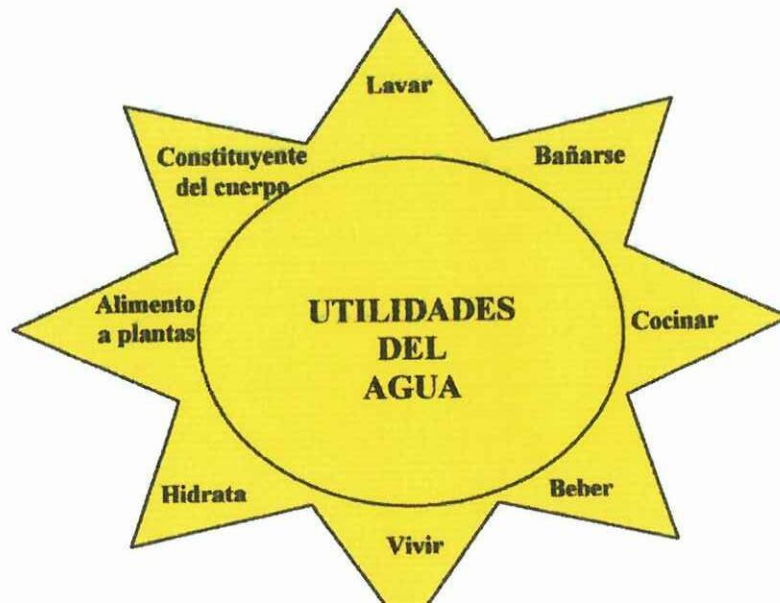 Lavar
Bañarse
Cocinar
Beber
Vivir
Hidrata
Alimento
a plantas
Constituyente
del cuerpo
UTILIDADES
DEL
AGUA